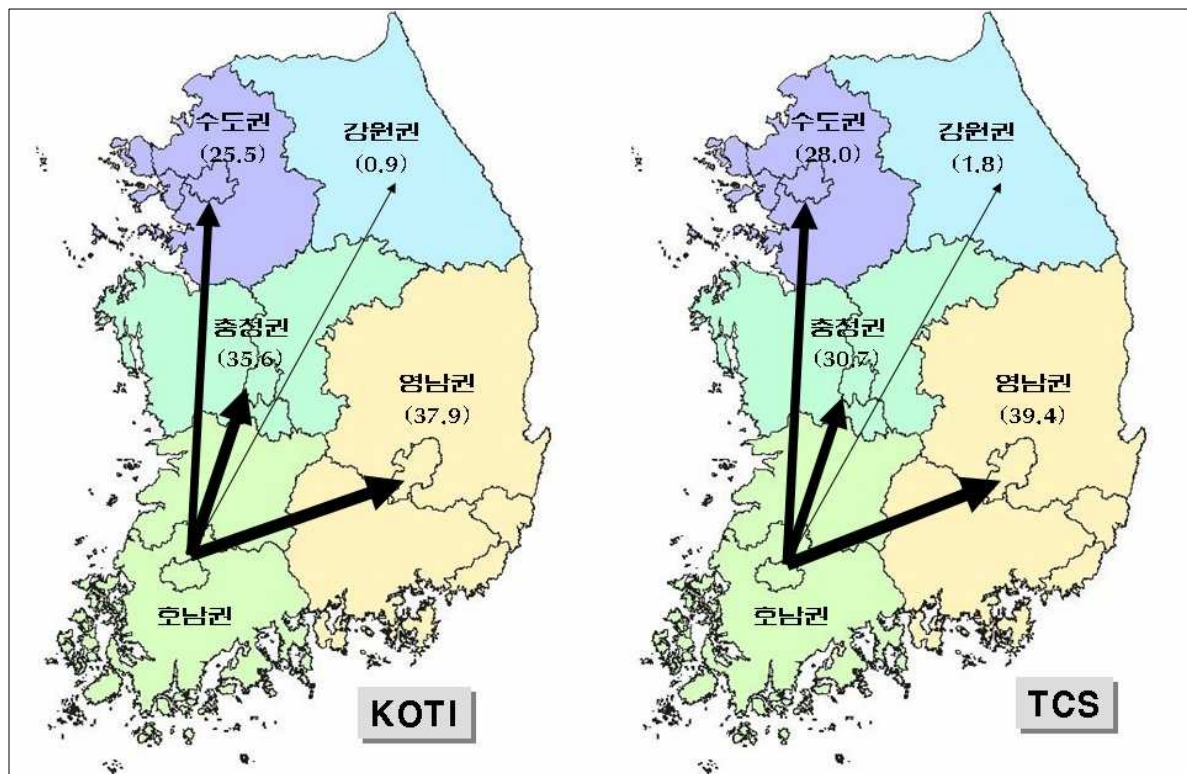 수도권
(25.5)
강원권
(0.9)
충청권
(35.6)
영남권
(37.9)
호남권
KOTI
수도권
(28.0)
강원권
(1.8)
충청권
(30.7)
영남권
(39.4)
호남권
TCS